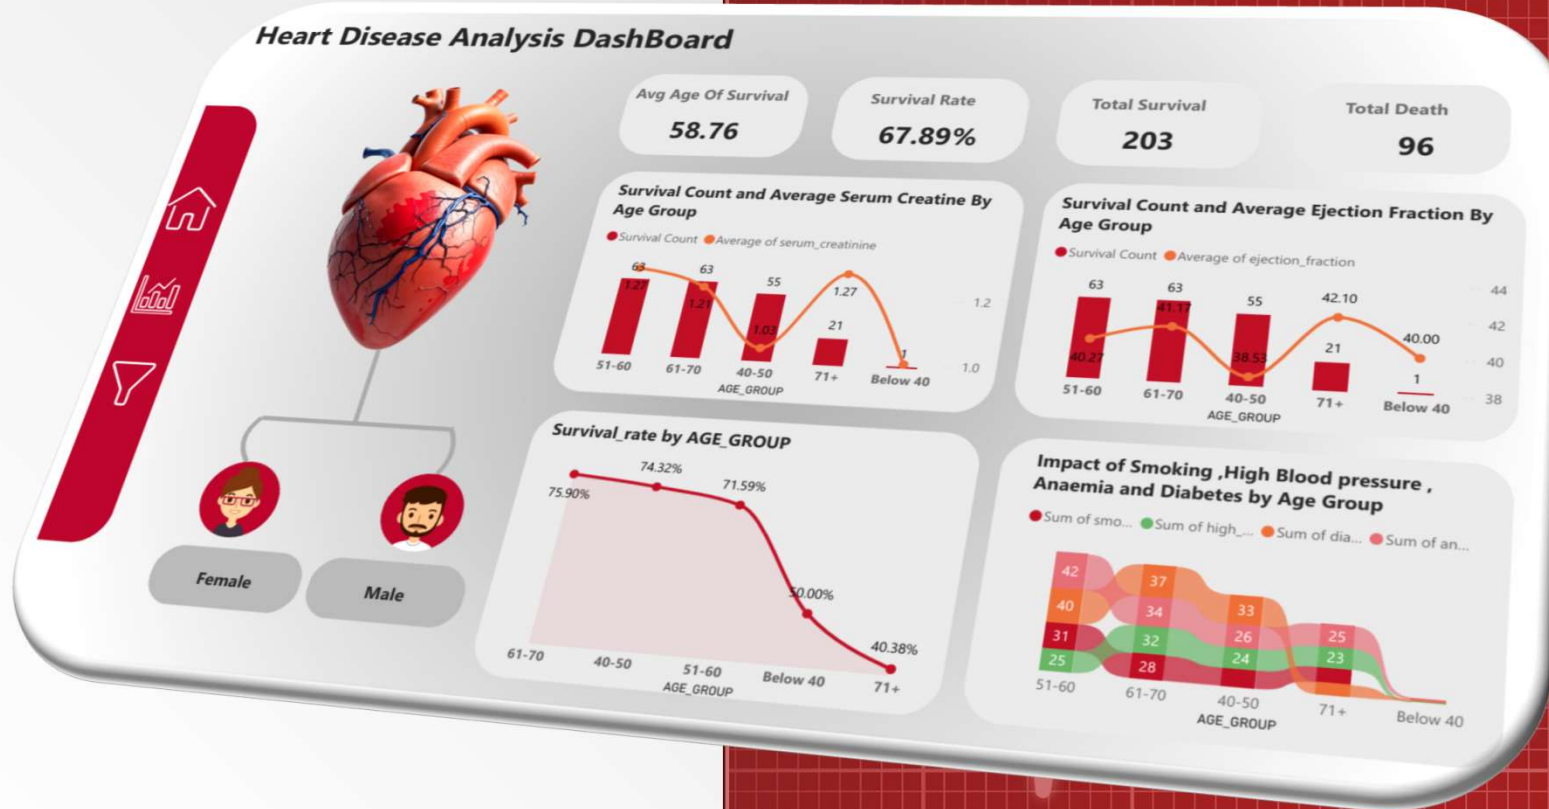 Heart Disease Analysis DashBoard
Avg Age Of Survival
58.76
Survival Rate
67.89%
Total Survival
203
Total Death
96
Survival Count and Average Serum Creatine By
Age Group
Survival Count Average of serum_creatinine
63 63 55 1.27 21 1
1.27 1.21 1.03
1.2
1.0
51-60 61-70 40-50 71+ Below 40
AGE_GROUP
Survival Count and Average Ejection Fraction By
Age Group
Survival Count Average of ejection_fraction
63 63 55 42.10 21 40.00 1
40.27 41.17 38.53
44
42
40
38
51-60 61-70 40-50 71+ Below 40
AGE_GROUP
Female
Male
Survival_rate by AGE_GROUP
75.90% 74.32% 71.59% 50.00% 40.38%
61-70 40-50 51-60 Below 40 71+
AGE_GROUP
Impact of Smoking ,High Blood pressure ,
Anaemia and Diabetes by Age Group
Sum of smo... Sum of high_... Sum of dia... Sum of an...
42 37 33 25
40 34 26 23
31 32 24
25 28
51-60 61-70 40-50 71+ Below 40
AGE_GROUP